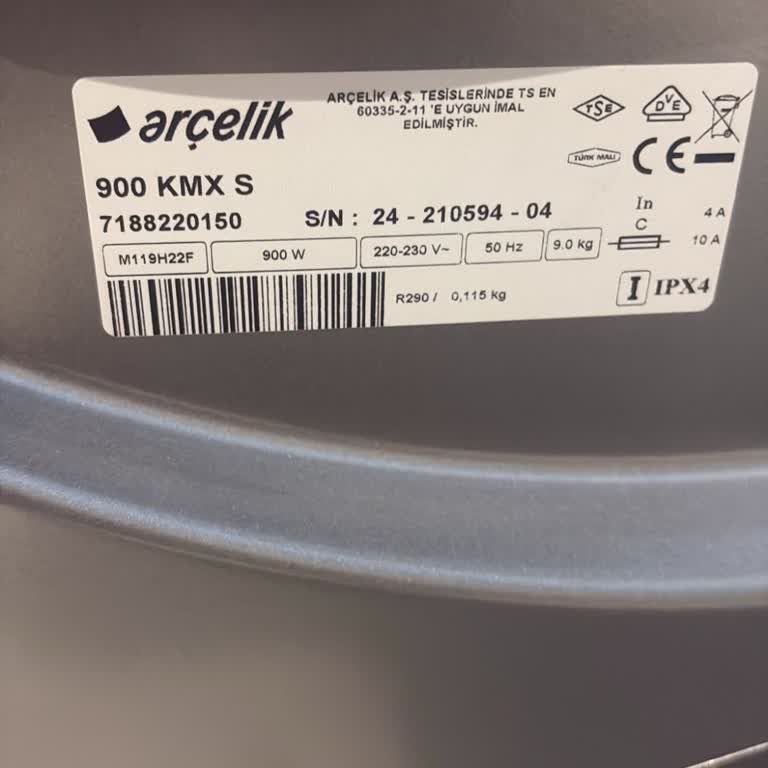 arçelik
ARÇELİK A.Ş. TESİSLERİNDE TS EN
60335-2-11 'E UYGUN İMAL
EDİLMİŞTİR.
TSE
DVE
TÜRK MALI
CE
900 KMX S
7188220150
S/N : 24 - 210594 - 04
In
4 A
C
10 A
M119H22F
900 W
220-230 V~
50 Hz
9.0 kg
R290 / 0,115 kg
I IPX4